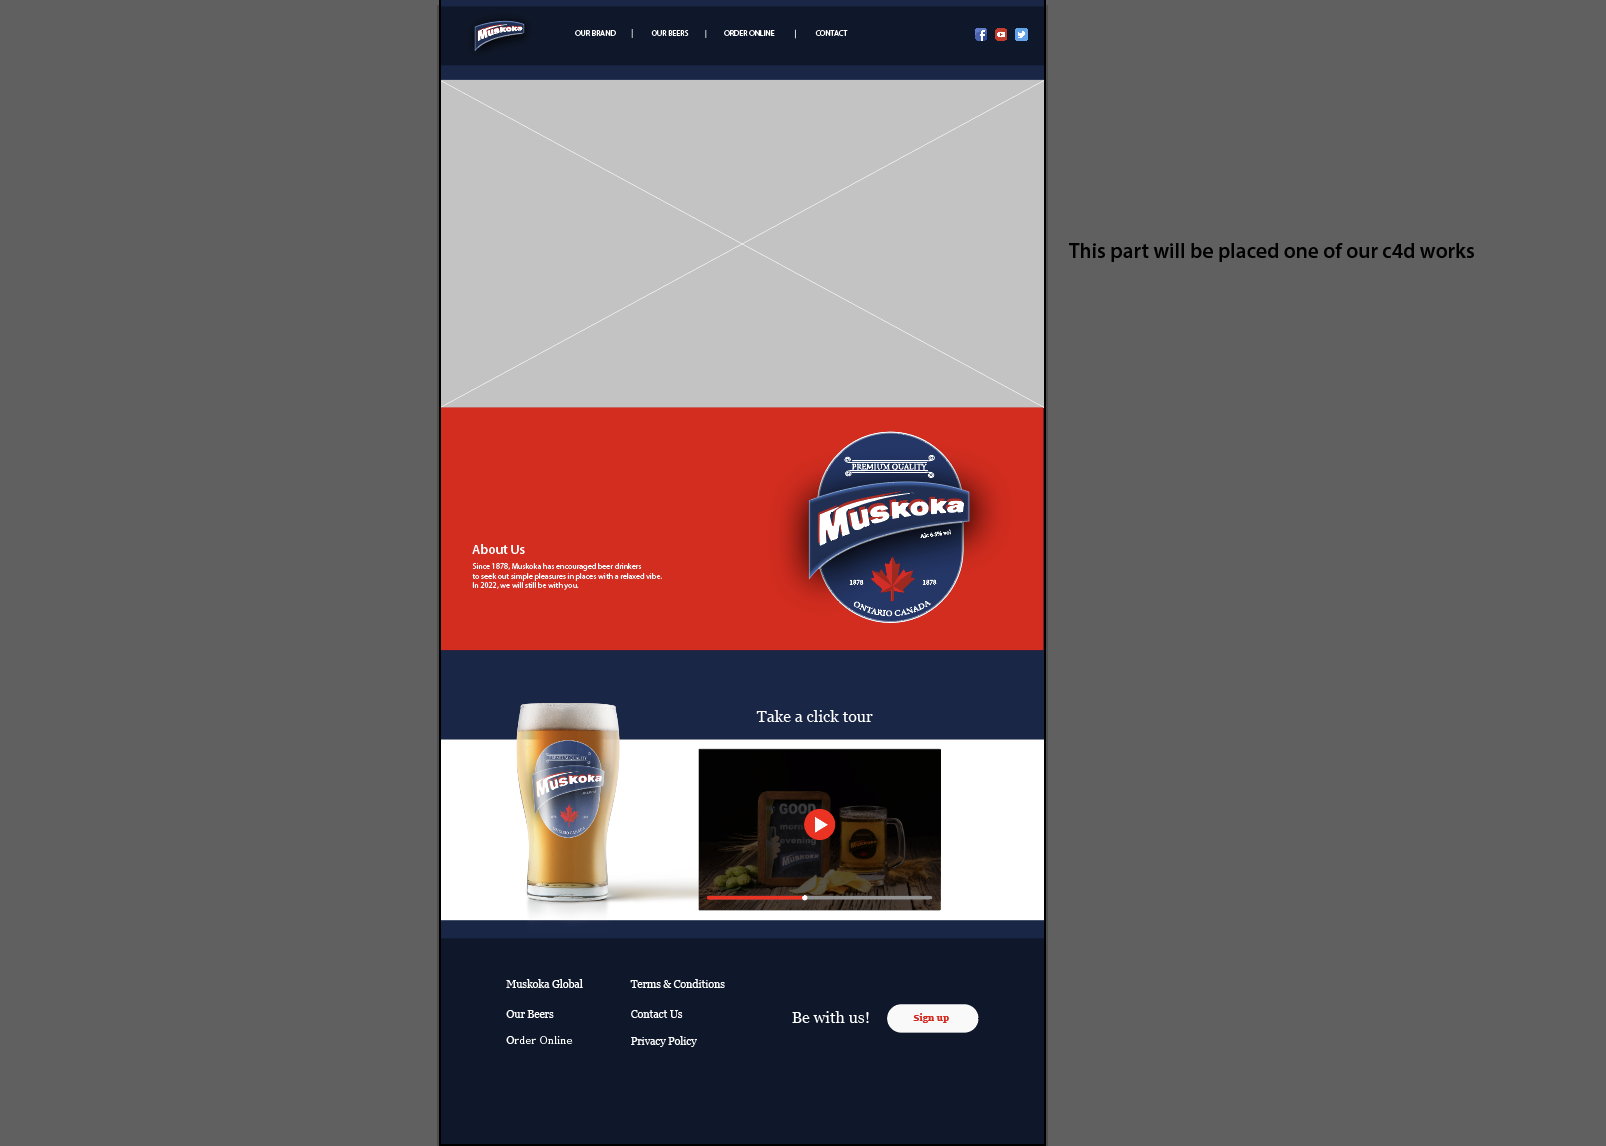 Muskoka
OUR BRAND | OUR BEERS | ORDER ONLINE | CONTACT
This part will be placed one of our c4d works
PREMIUM QUALITY
Muskoka
Alc 6.5% vol
1878 1878
ONTARIO CANADA
About Us
Since 1878, Muskoka has encouraged beer drinkers
to seek out simple pleasures in places with a relaxed vibe.
In 2022, we will still be with you.
Take a click tour
Muskoka
ONTARIO CANADA
GOOD
evening
Muskoka
Muskoka Global
Our Beers
Order Online
Terms & Conditions
Contact Us
Privacy Policy
Be with us!
Sign up